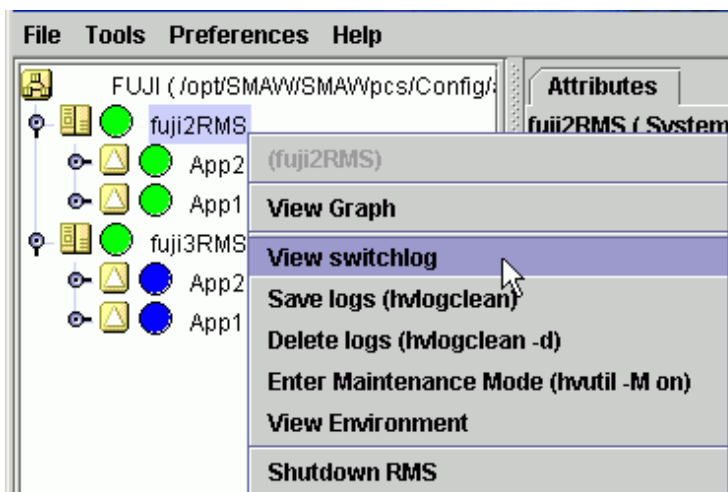 File Tools Preferences Help
FUJI ( /opt/SMAW/SMAWpcs/Config/
Attributes
fuji2RMS
fuji2RMS ( System
App2
(fuji2RMS)
App1
View Graph
fuji3RMS
View switchlog
App2
Save logs (hvlogclean)
App1
Delete logs (hvlogclean -d)
Enter Maintenance Mode (hvutil -M on)
View Environment
Shutdown RMS